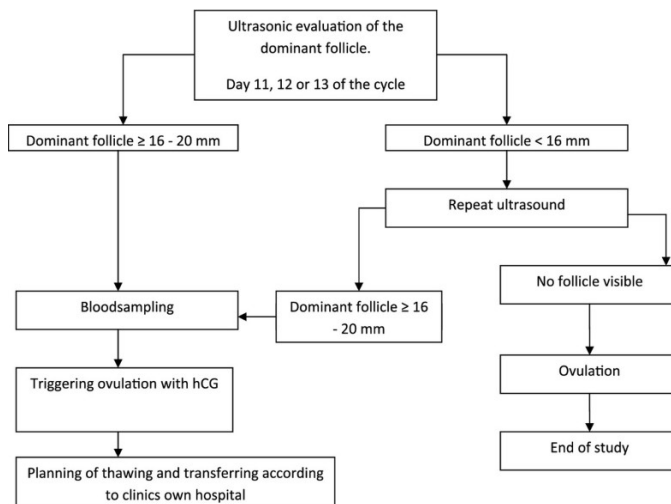 Ultrasonic evaluation of the
dominant follicle.
Day 11, 12 or 13 of the cycle
Dominant follicle ≥ 16 - 20 mm
Dominant follicle < 16 mm
Repeat ultrasound
No follicle visible
Bloodsampling
Dominant follicle ≥ 16
- 20 mm
Triggering ovulation with hCG
Ovulation
End of study
Planning of thawing and transferring according
to clinics own hospital